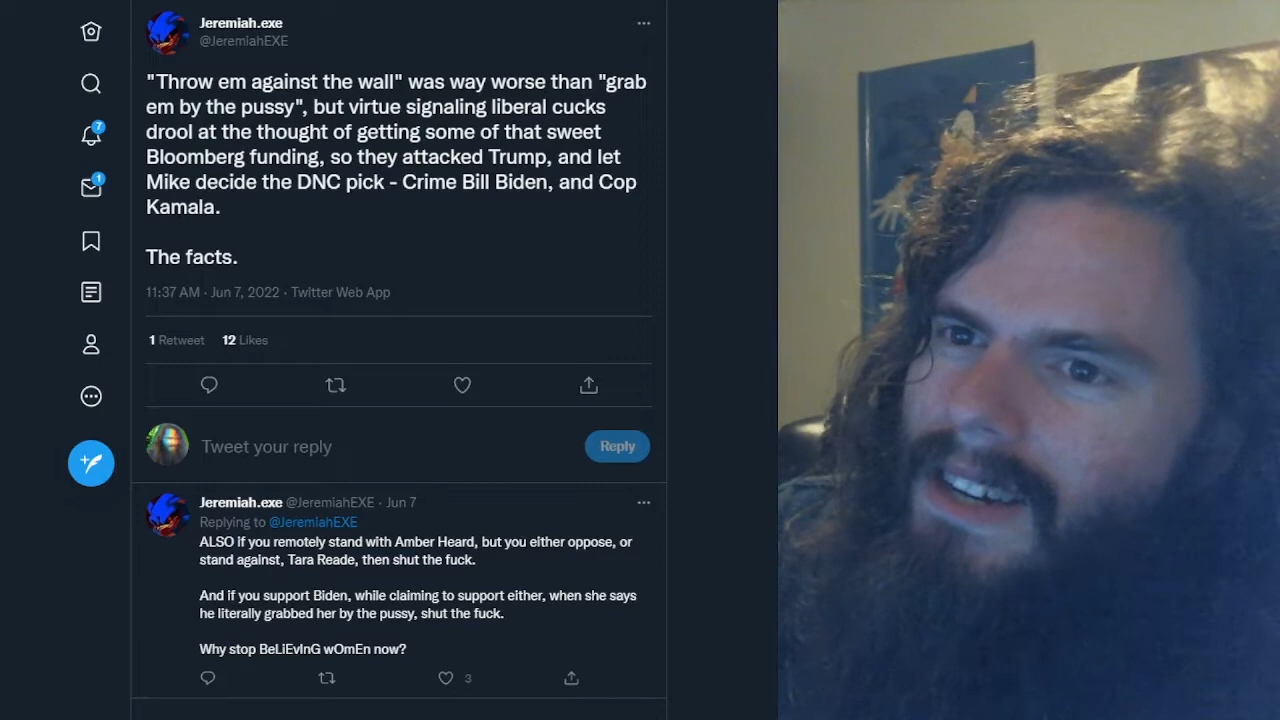 Jeremiah.exe
@JeremiahEXE
"Throw em against the wall" was way worse than "grab
em by the pussy", but virtue signaling liberal cucks
drool at the thought of getting some of that sweet
Bloomberg funding, so they attacked Trump, and let
Mike decide the DNC pick - Crime Bill Biden, and Cop
Kamala.
The facts.
11:37 AM · Jun 7, 2022 · Twitter Web App
1 Retweet 12 Likes
7
1
Tweet your reply
Reply
Jeremiah.exe @JeremiahEXE · Jun 7
Replying to @JeremiahEXE
ALSO if you remotely stand with Amber Heard, but you either oppose, or
stand against, Tara Reade, then shut the fuck.
And if you support Biden, while claiming to support either, when she says
he literally grabbed her by the pussy, shut the fuck.
Why stop BeLiEvInG wOmEn now?
3